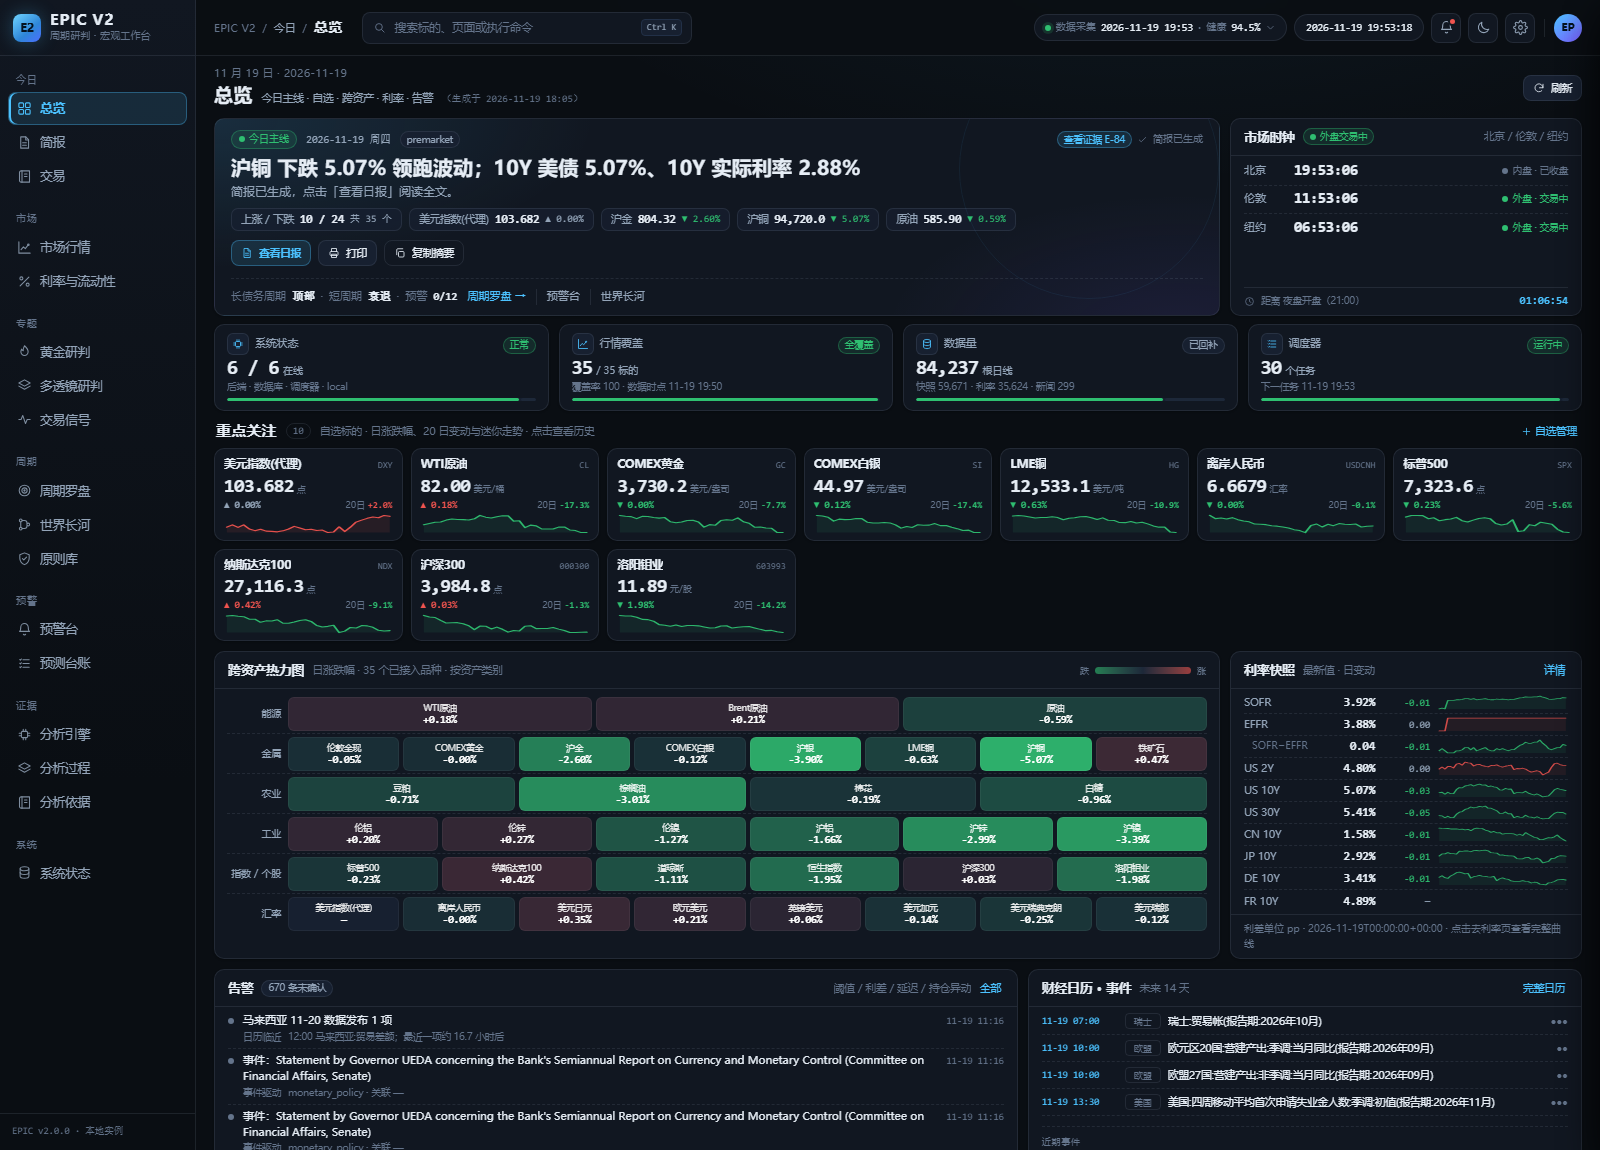 E2
EPIC V2
周期研判 · 宏观工作台
EPIC V2 / 今日 / 总览
搜索标的、页面或执行命令
Ctrl K
数据采集 2026-11-19 19:53 · 健康 94.5%
2026-11-19 19:53:18
EP
今日
总览
简报
交易
市场
市场行情
利率与流动性
专题
黄金研判
多透镜研判
交易信号
周期
周期罗盘
世界长河
原则库
预警
预警台
预测台账
证据
分析引擎
分析过程
分析依据
系统
系统状态
EPIC v2.0.0 · 本地实例
11 月 19 日 · 2026-11-19
总览 今日主线 · 自选 · 跨资产 · 利率 · 告警 (生成于 2026-11-19 18:05)
刷新
今日主线 2026-11-19 周四 premarket
查看证据 E-84 ✓ 简报已生成
沪铜 下跌 5.07% 领跑波动；10Y 美债 5.07%、10Y 实际利率 2.88%
简报已生成，点击「查看日报」阅读全文。
上涨 / 下跌 10 / 24 共 35 个
美元指数(代理) 103.682 ▲ 0.00%
沪金 804.32 ▼ 2.60%
沪铜 94,720.0 ▼ 5.07%
原油 585.90 ▼ 0.59%
查看日报
打印
复制摘要
长债务周期 顶部 · 短周期 衰退 · 预警 0/12 周期罗盘 → 预警台 世界长河
市场时钟 外盘交易中 北京 / 伦敦 / 纽约
北京 19:53:06 内盘 · 已收盘
伦敦 11:53:06 外盘 · 交易中
纽约 06:53:06 外盘 · 交易中
距离 夜盘开盘 (21:00) 01:06:54
系统状态 正常
6 / 6 在线
后端 · 数据库 · 调度器 · local
行情覆盖 全覆盖
35 / 35 标的
覆盖率 100 · 数据时点 11-19 19:50
数据量 已回补
84,237 根日线
快照 59,671 · 利率 35,624 · 新闻 299
调度器 运行中
30 个任务
下一任务 11-19 19:53
重点关注 10 自选标的 · 日涨跌幅、20 日变动与迷你走势 · 点击查看历史
+ 自选管理
美元指数(代理) DXY
103.682 点
▲ 0.00% 20日 +2.0%
WTI原油 CL
82.00 美元/桶
▲ 0.18% 20日 -17.3%
COMEX黄金 GC
3,730.2 美元/盎司
▼ 0.00% 20日 -7.7%
COMEX白银 SI
44.97 美元/盎司
▼ 0.12% 20日 -17.4%
LME铜 HG
12,533.1 美元/吨
▼ 0.63% 20日 -10.9%
离岸人民币 USDCNH
6.6679 汇率
▼ 0.00% 20日 -0.1%
标普500 SPX
7,323.6 点
▼ 0.23% 20日 -5.6%
纳斯达克100 NDX
27,116.3 点
▲ 0.42% 20日 -9.1%
沪深300 000300
3,984.8 点
▲ 0.03% 20日 -1.3%
洛阳钼业 603993
11.89 元/股
▼ 1.98% 20日 -14.2%
跨资产热力图 日涨跌幅 · 35 个已接入品种 · 按资产类别
跌 涨
能源
WTI原油 +0.18%
Brent原油 +0.21%
原油 -0.59%
金属
伦敦金现 -0.05%
COMEX黄金 -0.00%
沪金 -2.60%
COMEX白银 -0.12%
沪银 -3.90%
LME铜 -0.63%
沪铜 -5.07%
铁矿石 +0.47%
农业
豆粕 -0.71%
棕榈油 -3.01%
棉花 -0.19%
白糖 -0.96%
工业
伦铝 +0.20%
伦锌 +0.27%
伦镍 -1.27%
沪铝 -1.66%
沪锌 -2.99%
沪镍 -3.39%
指数 / 个股
标普500 -0.23%
纳斯达克100 +0.42%
道琼斯 -1.11%
恒生指数 -1.95%
沪深300 +0.03%
洛阳钼业 -1.98%
汇率
美元指数(代理) —
离岸人民币 -0.00%
美元日元 +0.35%
欧元美元 +0.21%
英镑美元 +0.06%
美元加元 -0.14%
美元瑞典克朗 -0.25%
美元瑞郎 -0.12%
利率快照 最新值 · 日变动 详情
SOFR 3.92% -0.01
EFFR 3.88% 0.00
SOFR−EFFR 0.04 -0.01
US 2Y 4.80% 0.00
US 10Y 5.07% -0.03
US 30Y 5.41% -0.05
CN 10Y 1.58% -0.01
JP 10Y 2.92% -0.01
DE 10Y 3.41% -0.01
FR 10Y 4.89% —
利差单位 pp · 2026-11-19T00:00:00+00:00 · 点击去利率页查看完整曲
线
告警 670 条未确认 阈值 / 利差 / 延迟 / 持仓异动 全部
马来西亚 11-20 数据发布 1 项 11-19 11:16
日历临近 12:00 马来西亚:贸易差额；最近一项约 16.7 小时后
事件：Statement by Governor UEDA concerning the Bank's Semiannual Report on Currency and Monetary Control (Committee on 11-19 11:16
Financial Affairs, Senate)
事件驱动 monetary_policy · 关联 —
事件：Statement by Governor UEDA concerning the Bank's Semiannual Report on Currency and Monetary Control (Committee on 11-19 11:16
Financial Affairs, Senate)
事件驱动 monetary_policy · 关联 —
财经日历 • 事件 未来 14 天 完整日历
11-19 07:00 瑞士 瑞士:贸易帐(报告期:2026年10月)
11-19 10:00 欧盟 欧元区20国:营建产出:季调:当月同比(报告期:2026年09月)
11-19 10:00 欧盟 欧盟27国:营建产出:非季调:当月同比(报告期:2026年09月)
11-19 13:30 美国 美国:四周移动平均首次申请失业金人数:季调:初值(报告期:2026年11月)
近期事件